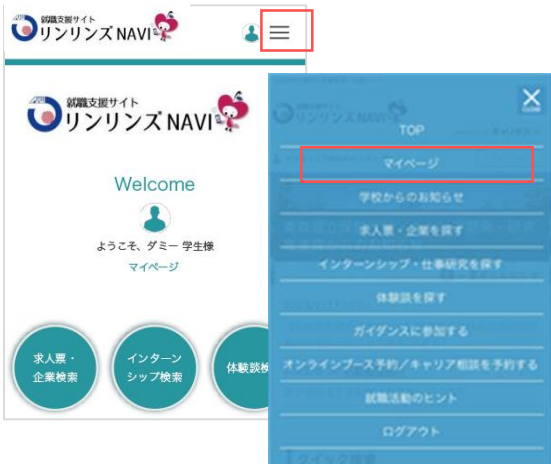 就職支援サイト
リンリンズNAVI
就職支援サイト
リンリンズNAVI
Welcome
ようこそ、ダミー 学生様
マイページ
求人票・
企業検索
インターン
シップ検索
体験談検
TOP
マイページ
学校からのお知らせ
求人票・企業を探す
インターンシップ・仕事研究を探す
体験談を探す
ガイダンスに参加する
オンラインブース予約／キャリア相談を予約する
就職活動のヒント
ログアウト
クイック検索